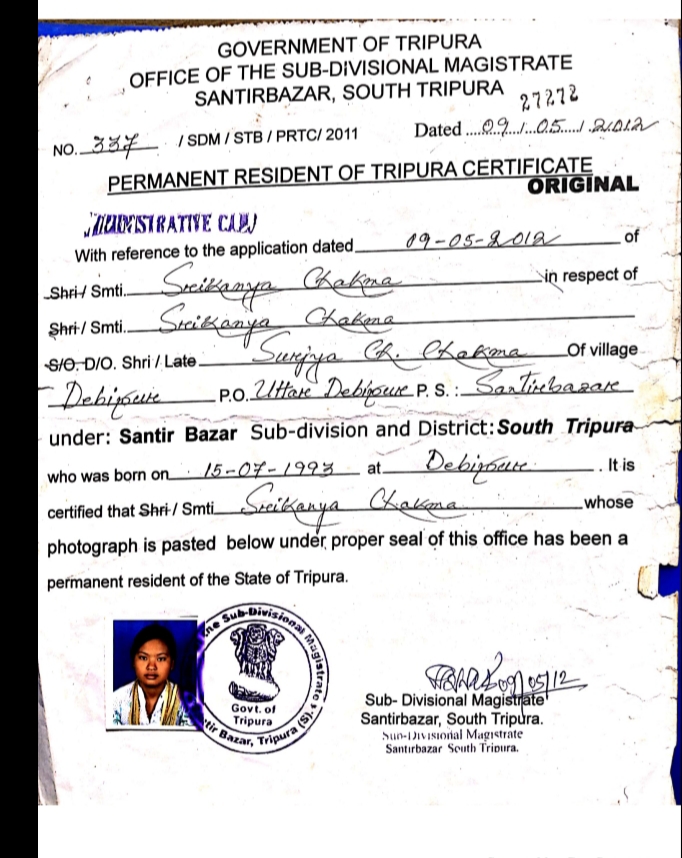 GOVERNMENT OF TRIPURA
OFFICE OF THE SUB-DIVISIONAL MAGISTRATE
SANTIRBAZAR, SOUTH TRIPURA
27272
NO. 337 / SDM / STB / PRTC/ 2011 Dated ....09../..05..../.2012
PERMANENT RESIDENT OF TRIPURA CERTIFICATE
ORIGINAL
With reference to the application dated 09-05-2012 of
Shri / Smti. Sreikanya Chakma in respect of
Shri / Smti. Sreikanya Chakma
S/O. D/O. Shri / Late Surejya Ch. Chakma Of village
Debipure P.O. Uttare Debipure P. S. : Santirebazare
under: Santir Bazar Sub-division and District: South Tripura
who was born on 15-07-1993 at Debipure . It is
certified that Shri / Smti Sreikanya Chakma whose
photograph is pasted below under proper seal of this office has been a
permanent resident of the State of Tripura.
the Sub-Divisional Magistrate
Govt. of
Tripura
Bazar, Tripura (S)
09/05/12
Sub- Divisional Magistrate
Santirbazar, South Tripura.
Sub-Divisional Magistrate
Santirbazar South Tripura.